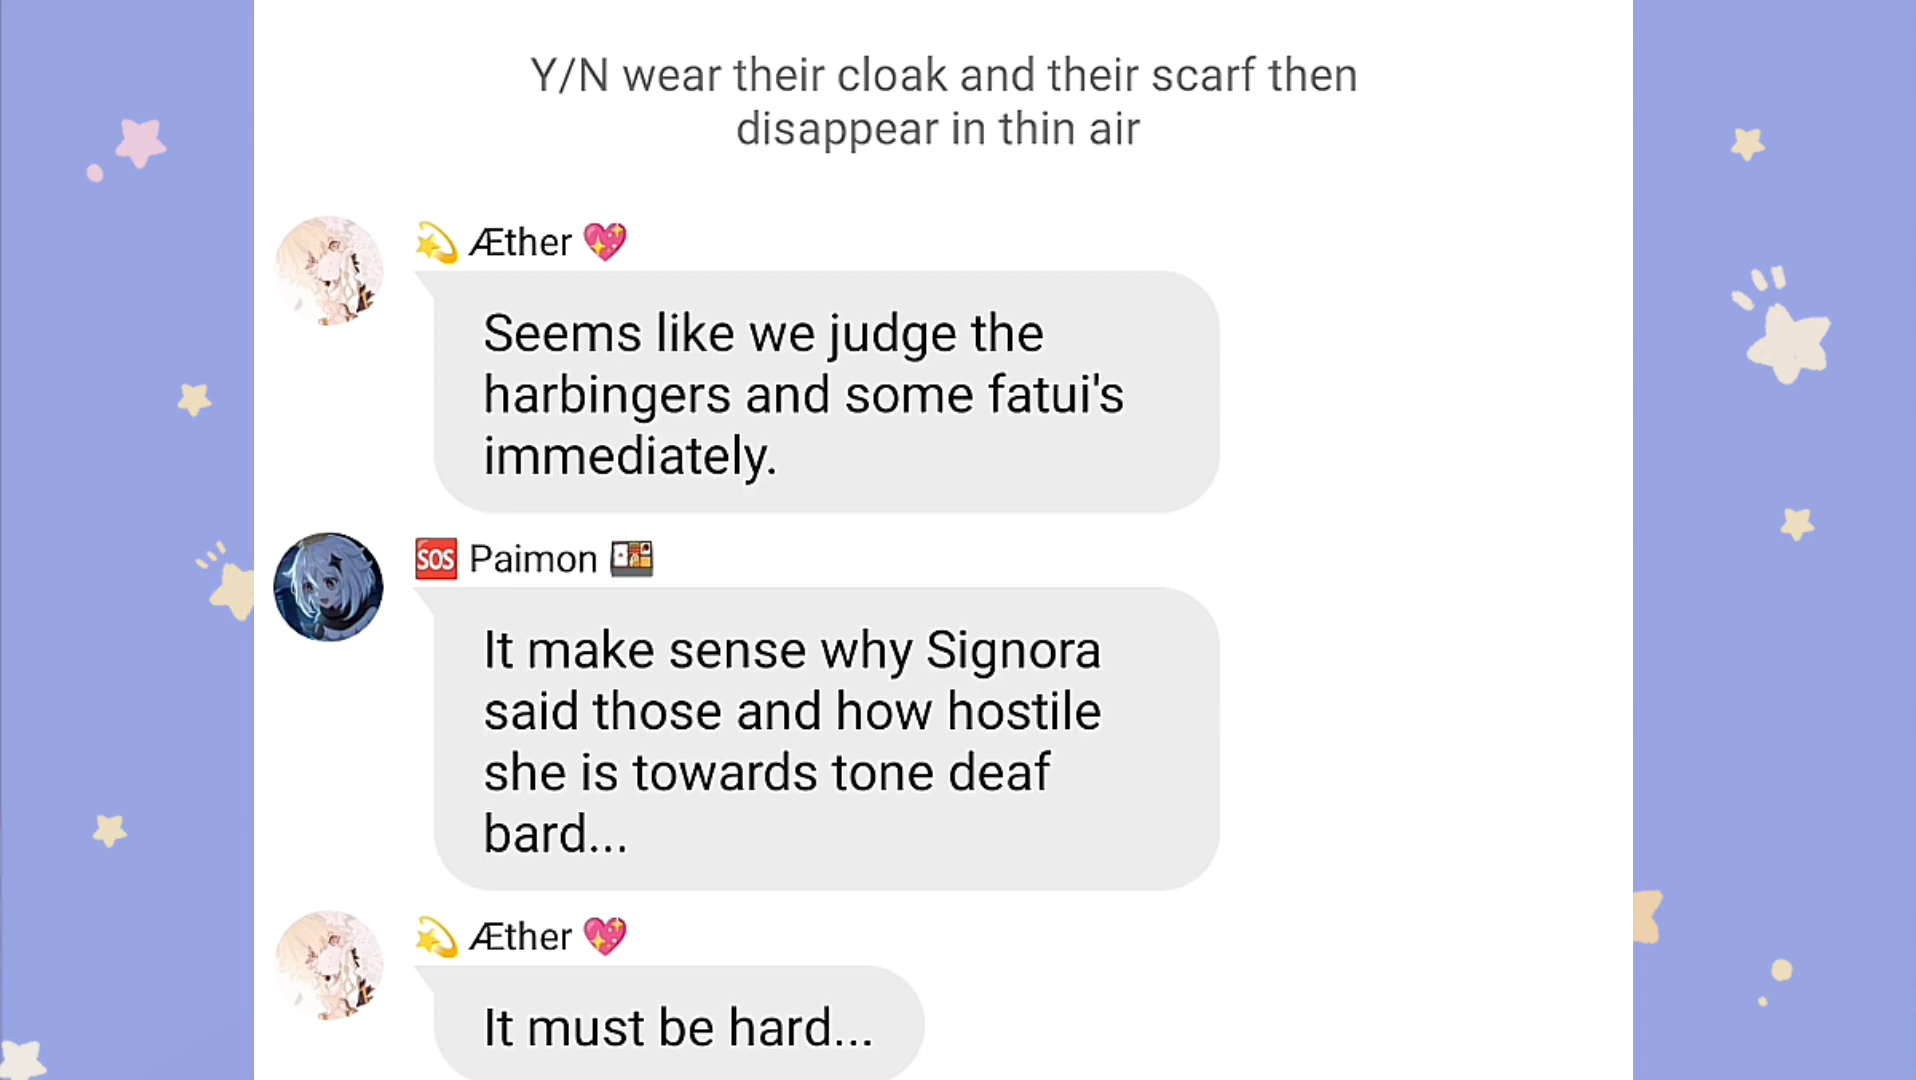 Y/N wear their cloak and their scarf then
disappear in thin air
💫 Æther 💖
Seems like we judge the
harbingers and some fatui's
immediately.
🆘 Paimon 🍱
It make sense why Signora
said those and how hostile
she is towards tone deaf
bard...
💫 Æther 💖
It must be hard...